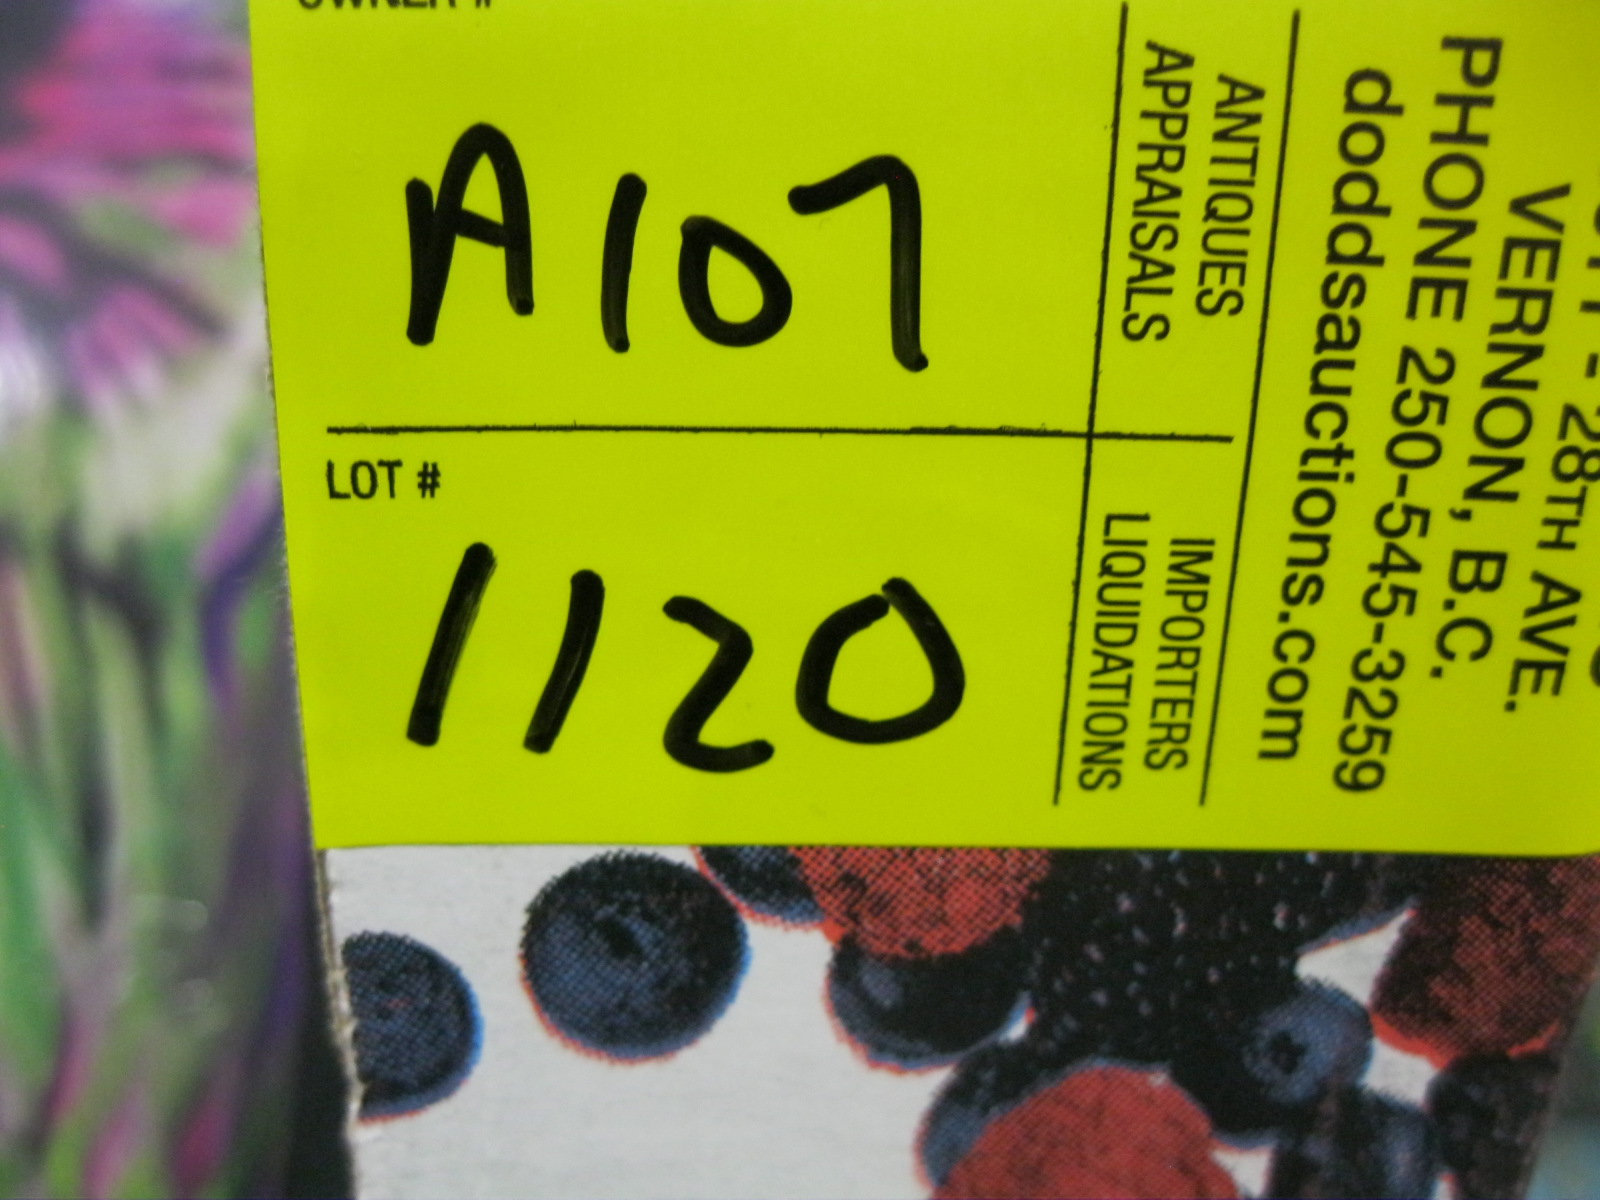 OWNER #
A107
LOT #
1120
ANTIQUES
APPRAISALS
IMPORTERS
LIQUIDATIONS
28TH AVE.
VERNON, B.C.
PHONE 250-545-3259
doddsauctions.com